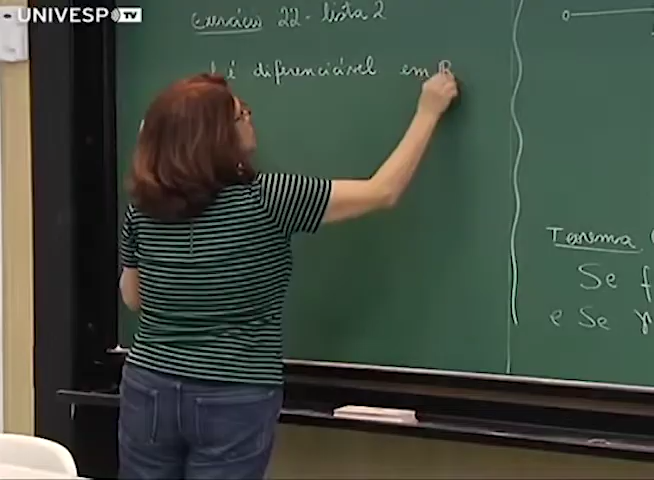 UNIVESP TV
Exercício 22 - lista 2
é diferenciável em R
Teorema
Se f
e Se